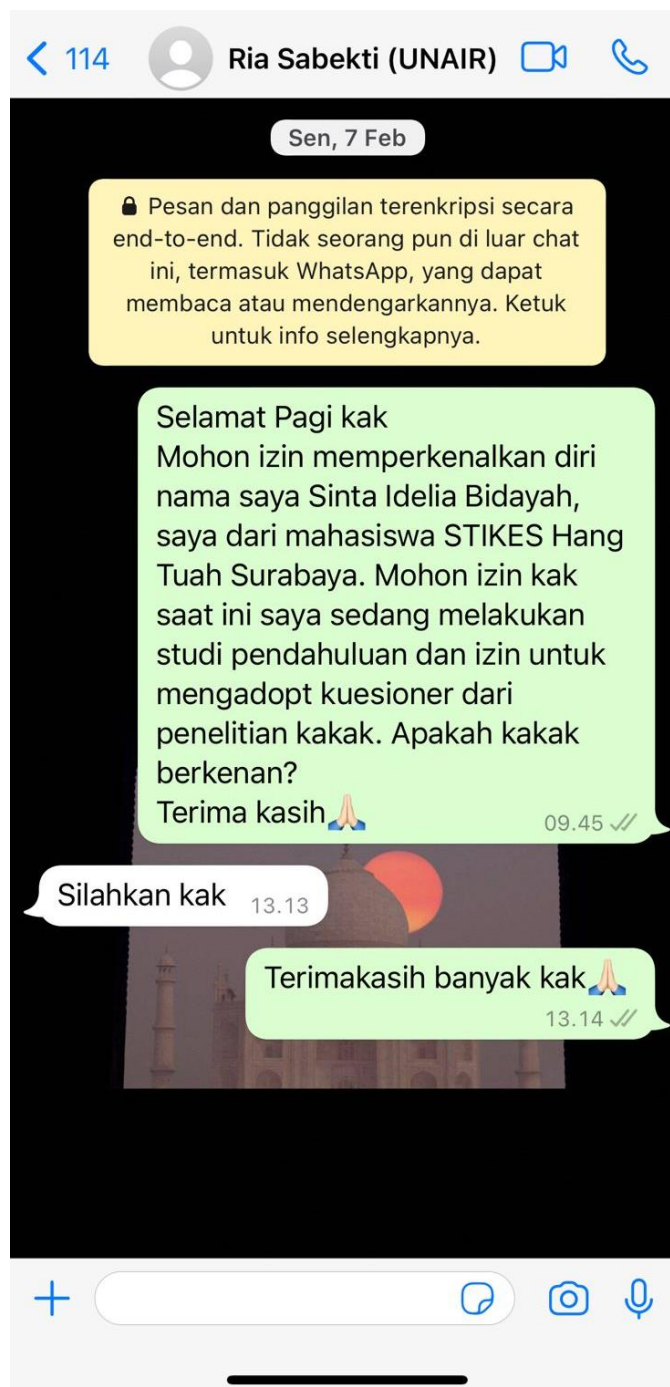 114
Ria Sabekti (UNAIR)
Sen, 7 Feb
Pesan dan panggilan terenkripsi secara
end-to-end. Tidak seorang pun di luar chat
ini, termasuk WhatsApp, yang dapat
membaca atau mendengarkannya. Ketuk
untuk info selengkapnya.
Selamat Pagi kak
Mohon izin memperkenalkan diri
nama saya Sinta Idelia Bidayah,
saya dari mahasiswa STIKES Hang
Tuah Surabaya. Mohon izin kak
saat ini saya sedang melakukan
studi pendahuluan dan izin untuk
mengadopt kuesioner dari
penelitian kakak. Apakah kakak
berkenan?
Terima kasih🙏🏻
09.45
Silahkan kak
13.13
Terimakasih banyak kak🙏🏻
13.14